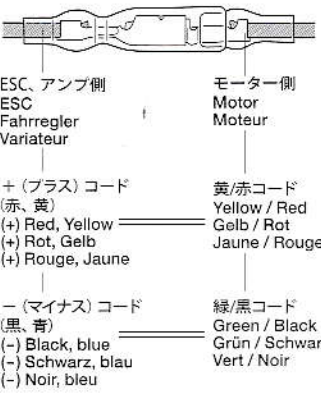 ESC、アンプ側
ESC
Fahrregler
Variateur
モーター側
Motor
Moteur
＋（プラス）コード
(赤、黄)
(+) Red, Yellow
(+) Rot, Gelb
(+) Rouge, Jaune
黄/赤コード
Yellow / Red
Gelb / Rot
Jaune / Rouge
－（マイナス）コード
(黒、青)
(-) Black, blue
(-) Schwarz, blau
(-) Noir, bleu
緑/黒コード
Green / Black
Grün / Schwar
Vert / Noir